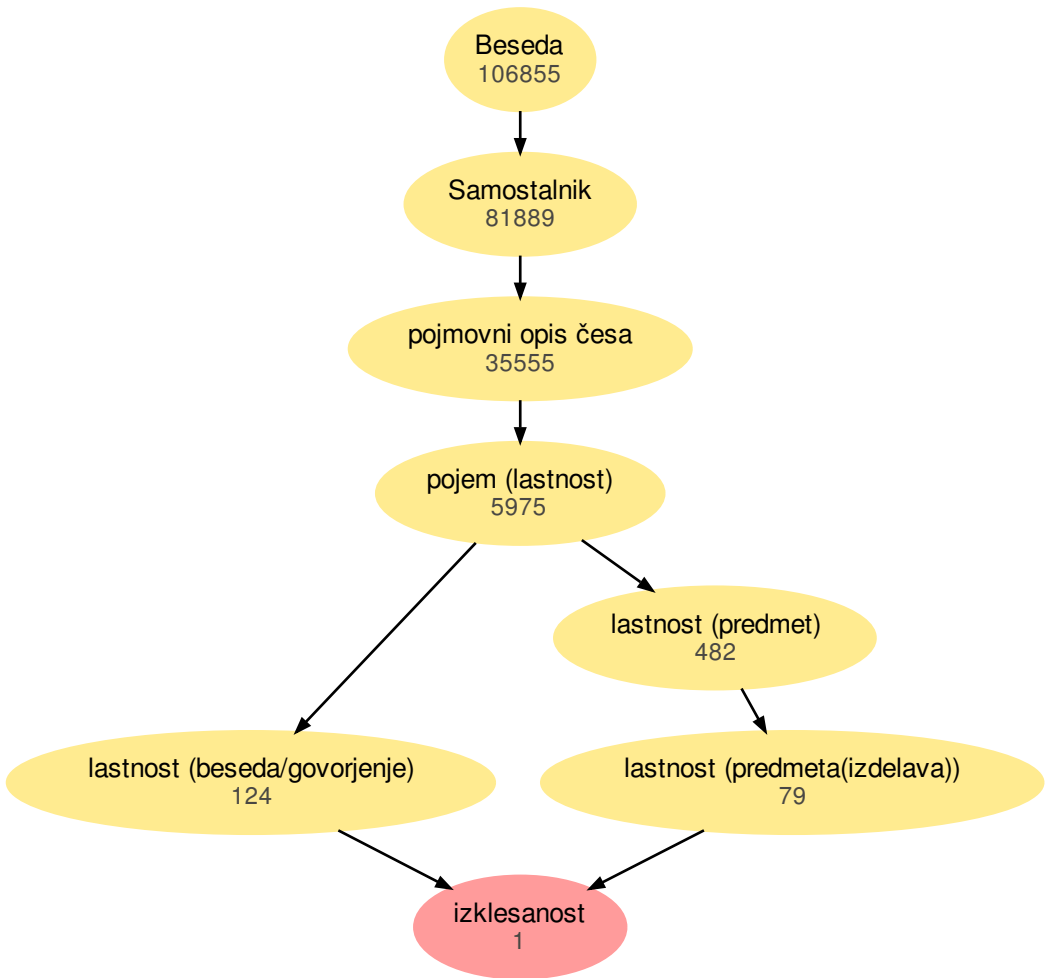 Beseda
106855
Samostalnik
81889
pojmovni opis česa
35555
pojem (lastnost)
5975
lastnost (predmet)
482
lastnost (beseda/govorjenje)
124
lastnost (predmeta(izdelava))
79
izklesanost
1